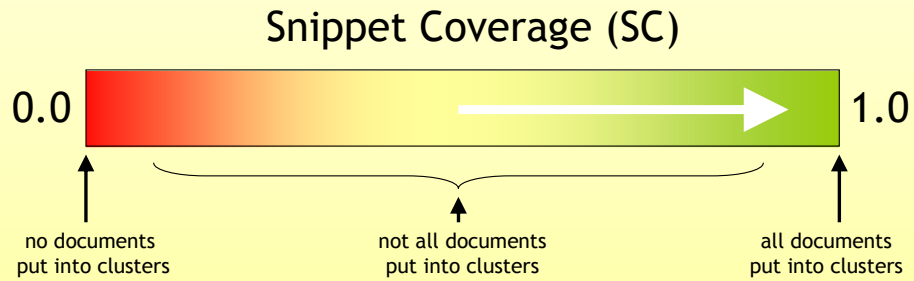 Snippet Coverage (SC)
0.0
1.0
no documents
put into clusters
not all documents
put into clusters
all documents
put into clusters